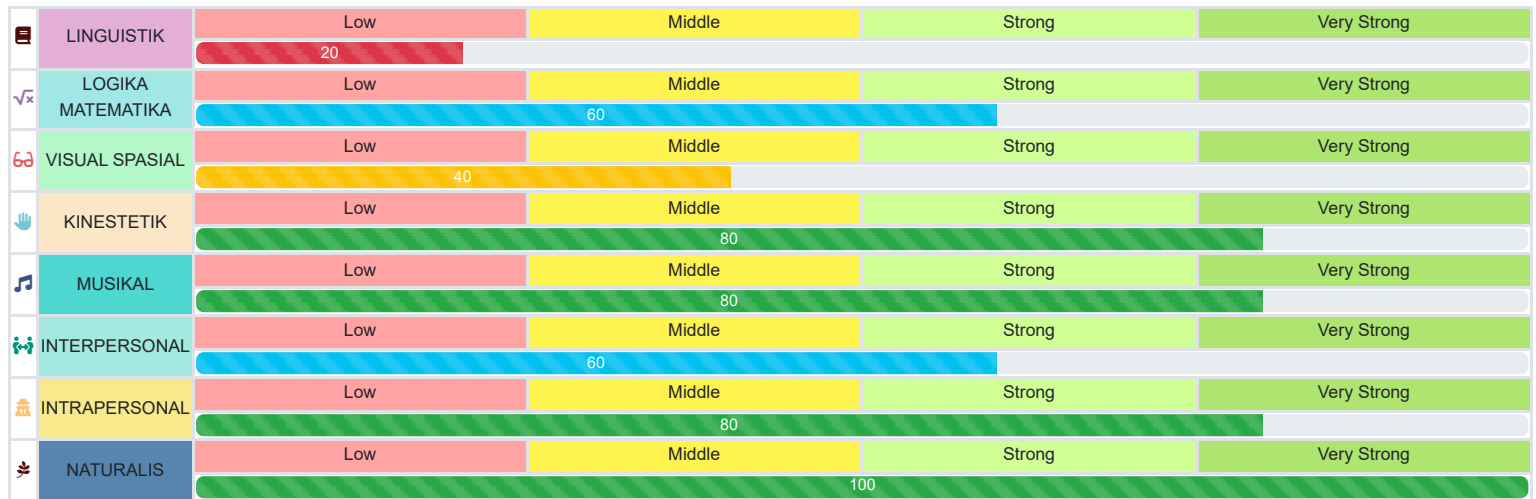 LINGUISTIK
Low Middle Strong Very Strong
20
LOGIKA
MATEMATIKA
Low Middle Strong Very Strong
60
VISUAL SPASIAL
Low Middle Strong Very Strong
40
KINESTETIK
Low Middle Strong Very Strong
80
MUSIKAL
Low Middle Strong Very Strong
80
INTERPERSONAL
Low Middle Strong Very Strong
60
INTRAPERSONAL
Low Middle Strong Very Strong
80
NATURALIS
Low Middle Strong Very Strong
100